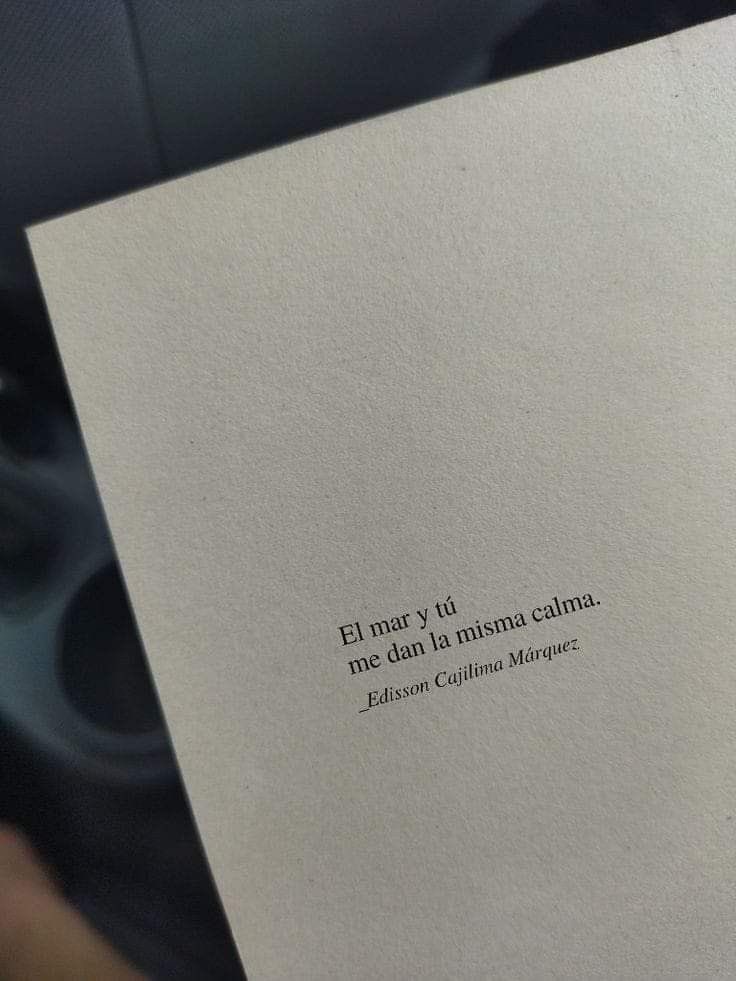 El mar y tú
me dan la misma calma.
_Edisson Cajilima Márquez